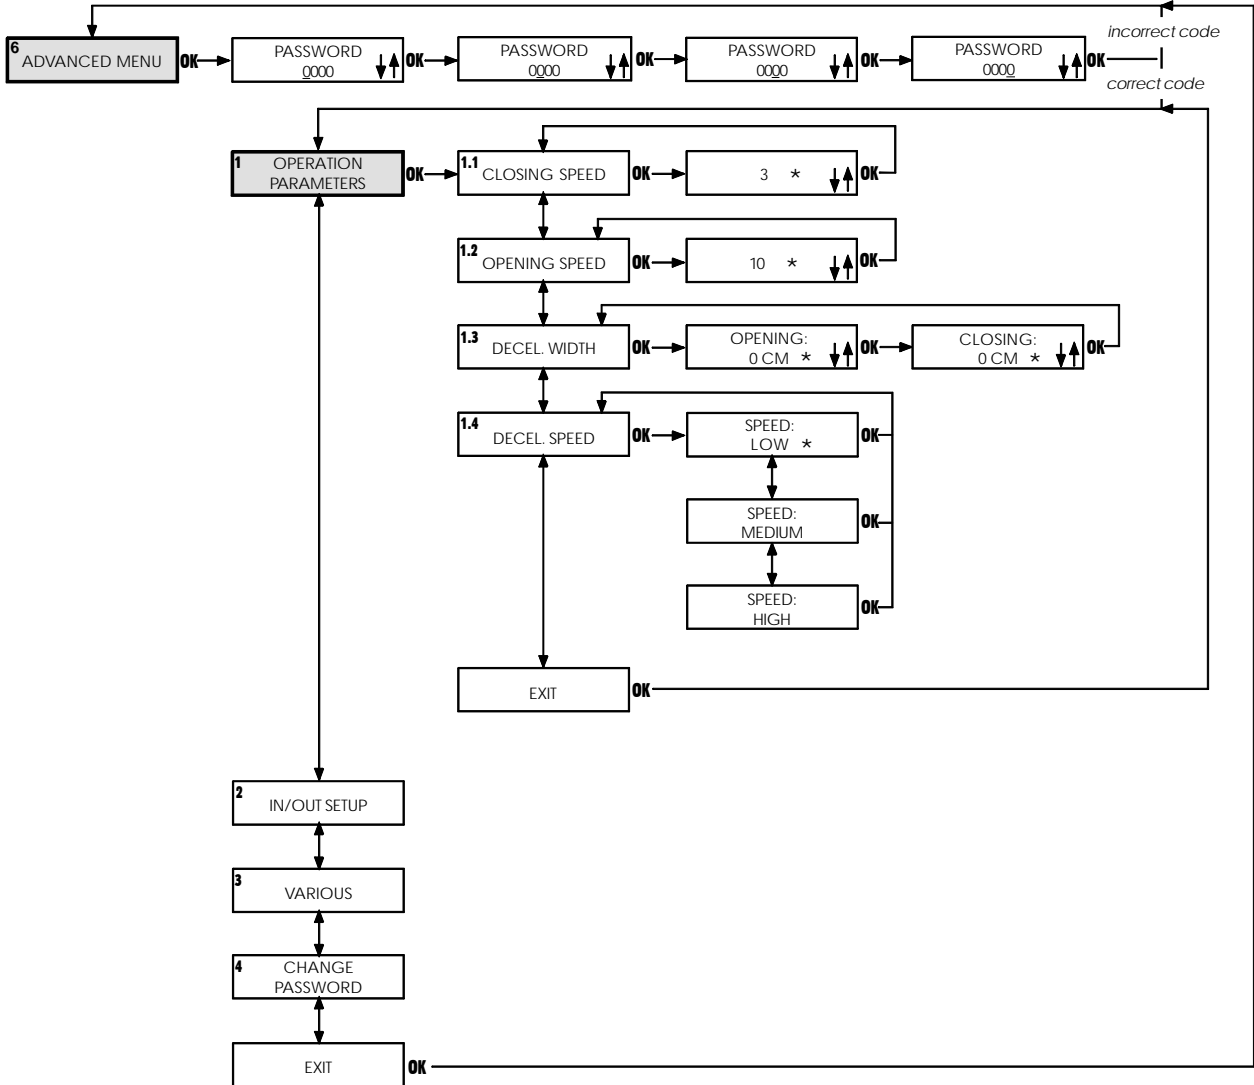 incorrect code
6
ADVANCED MENU
OK
PASSWORD
0000
OK
PASSWORD
0000
OK
PASSWORD
0000
OK
PASSWORD
0000
OK
correct code
1
OPERATION
PARAMETERS
OK
1.1
CLOSING SPEED
OK
3 *
OK
1.2
OPENING SPEED
OK
10 *
OK
1.3
DECEL. WIDTH
OK
OPENING:
0 CM *
OK
CLOSING:
0 CM *
OK
1.4
DECEL. SPEED
OK
SPEED:
LOW *
OK
SPEED:
MEDIUM
OK
SPEED:
HIGH
OK
EXIT
OK
2
IN/OUT SETUP
3
VARIOUS
4
CHANGE
PASSWORD
EXIT
OK